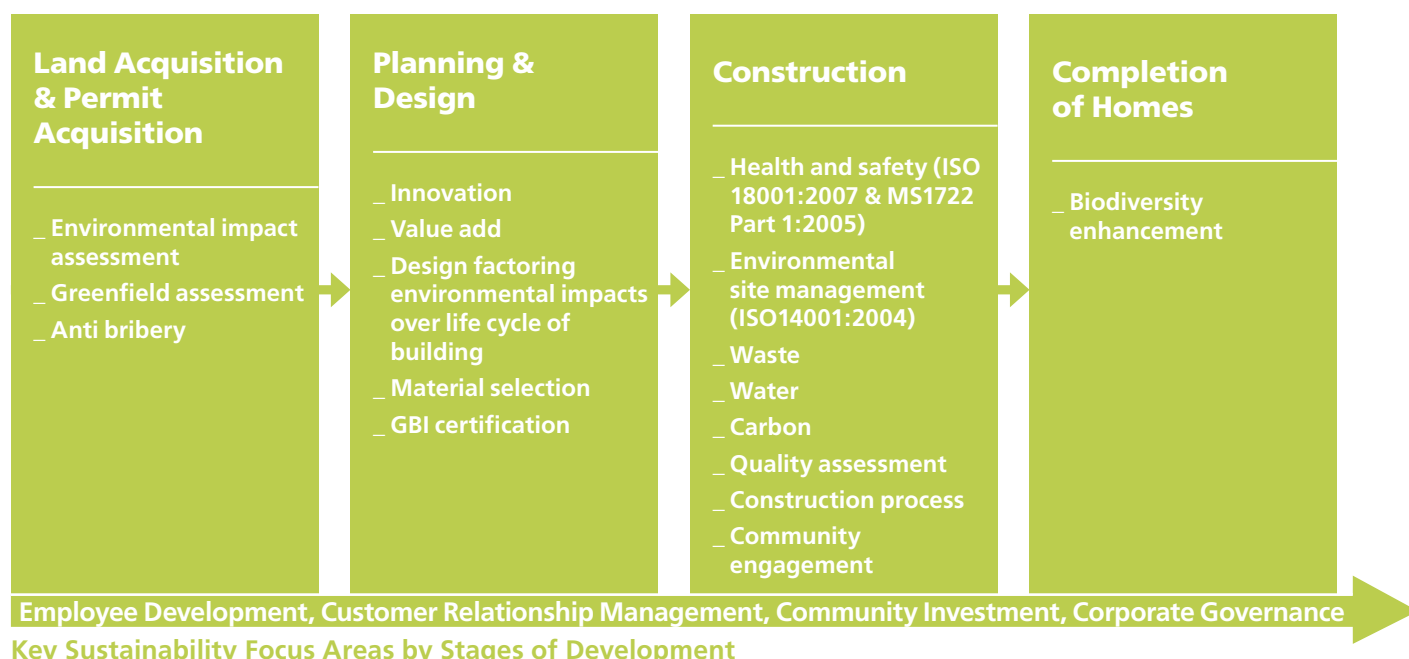 Land Acquisition
& Permit
Acquisition
_ Environmental impact
assessment
_ Greenfield assessment
_ Anti bribery
Planning &
Design
_ Innovation
_ Value add
_ Design factoring
environmental impacts
over life cycle of
building
_ Material selection
_ GBI certification
Construction
_ Health and safety (ISO
18001:2007 & MS1722
Part 1:2005)
_ Environmental
site management
(ISO14001:2004)
_ Waste
_ Water
_ Carbon
_ Quality assessment
_ Construction process
_ Community
engagement
Completion
of Homes
_ Biodiversity
enhancement
Employee Development, Customer Relationship Management, Community Investment, Corporate Governance
Key Sustainability Focus Areas by Stages of Development